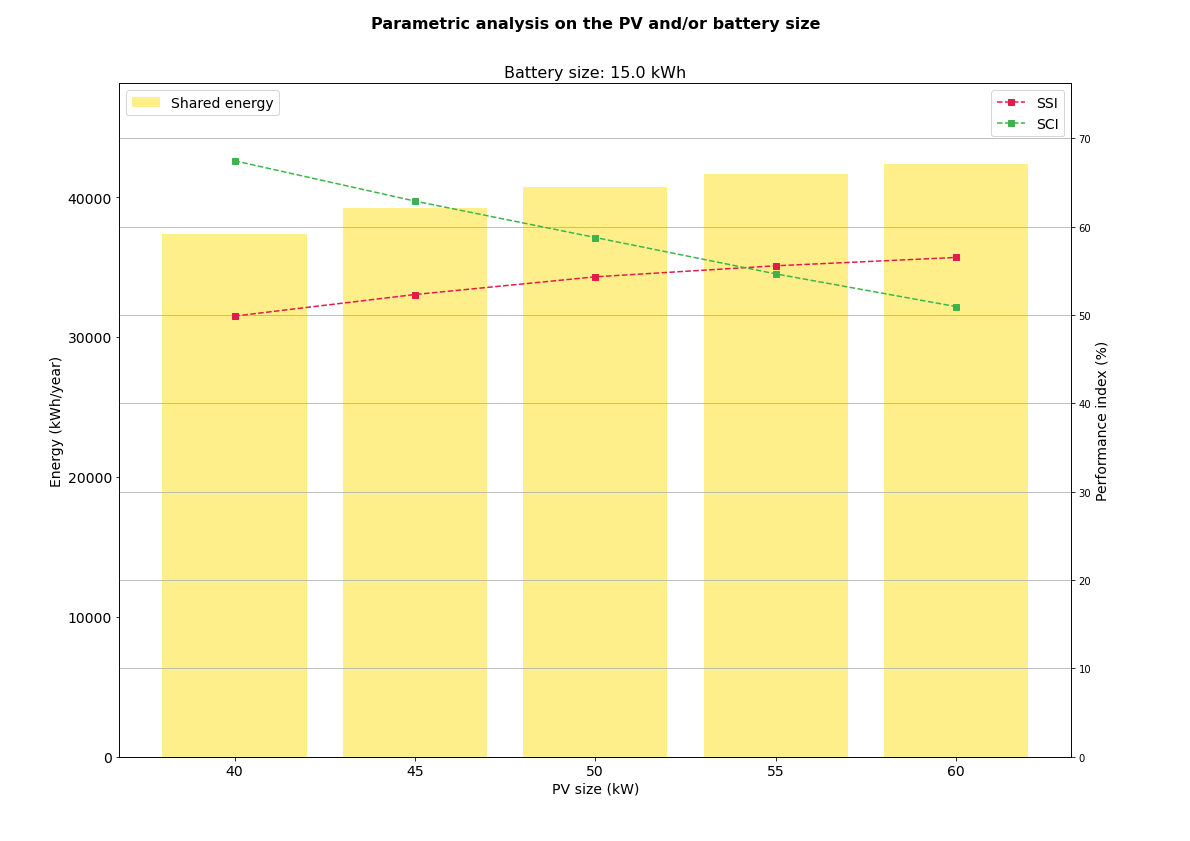 Parametric analysis on the PV and/or battery size
Battery size: 15.0 kWh
Shared energy
SSI
SCI
40000
30000
20000
10000
0
Energy (kWh/year)
70
60
50
40
30
20
10
0
Performance index (%)
40 45 50 55 60
PV size (kW)